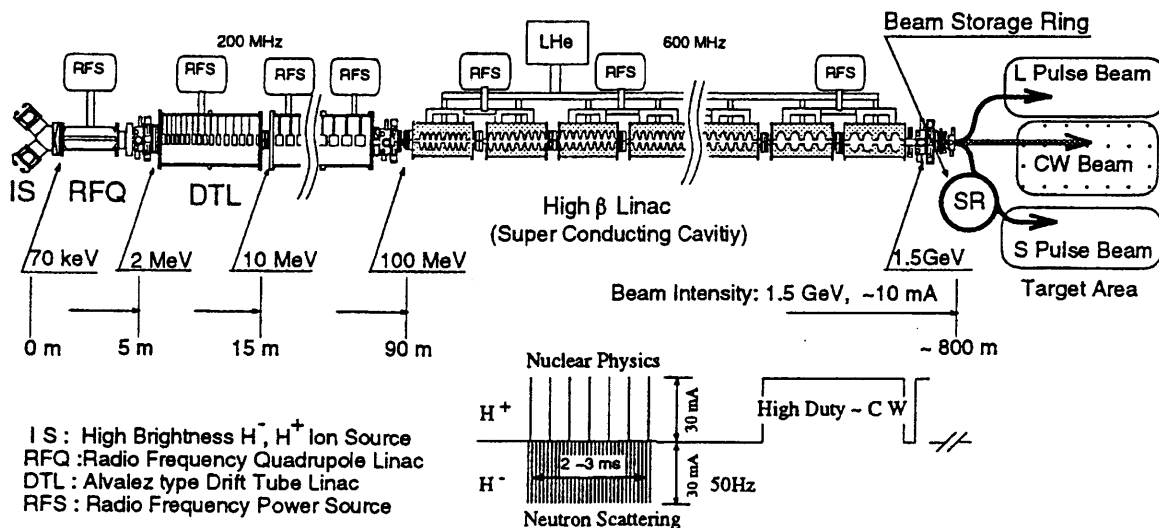 Beam Storage Ring
200 MHz
LHe
600 MHz
RFS
RFS
RFS
RFS
RFS
RFS
RFS
L Pulse Beam
CW Beam
SR
S Pulse Beam
Target Area
IS
RFQ
DTL
High β Linac
(Super Conducting Cavitiy)
70 keV
2 MeV
10 MeV
100 MeV
1.5GeV
Beam Intensity: 1.5 GeV, ~10 mA
0 m
5 m
15 m
90 m
~ 800 m
Nuclear Physics
H+
30 mA
High Duty ~ C W
2 ~3 ms
H-
30 mA
50Hz
Neutron Scattering
I S : High Brightness H-, H+ Ion Source
RFQ :Radio Frequency Quadrupole Linac
DTL : Alvalez type Drift Tube Linac
RFS : Radio Frequency Power Source